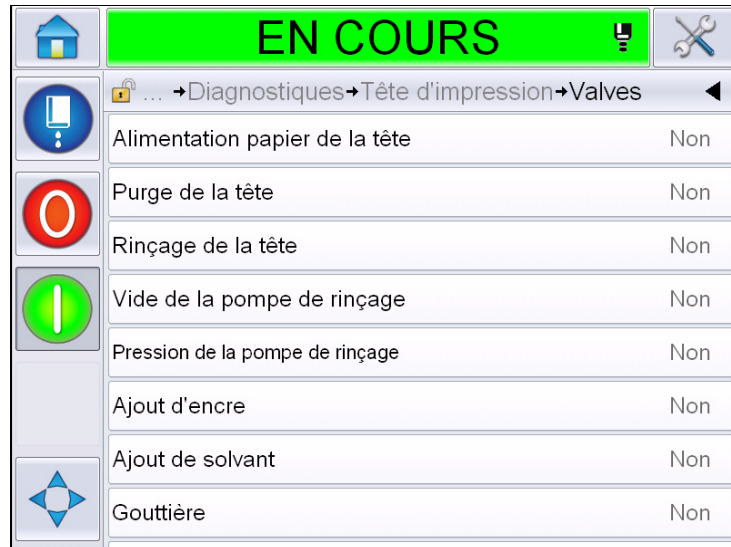 EN COURS
... →Diagnostiques→Tête d'impression→Valves
Alimentation papier de la tête Non
Purge de la tête Non
Rinçage de la tête Non
Vide de la pompe de rinçage Non
Pression de la pompe de rinçage Non
Ajout d'encre Non
Ajout de solvant Non
Gouttière Non